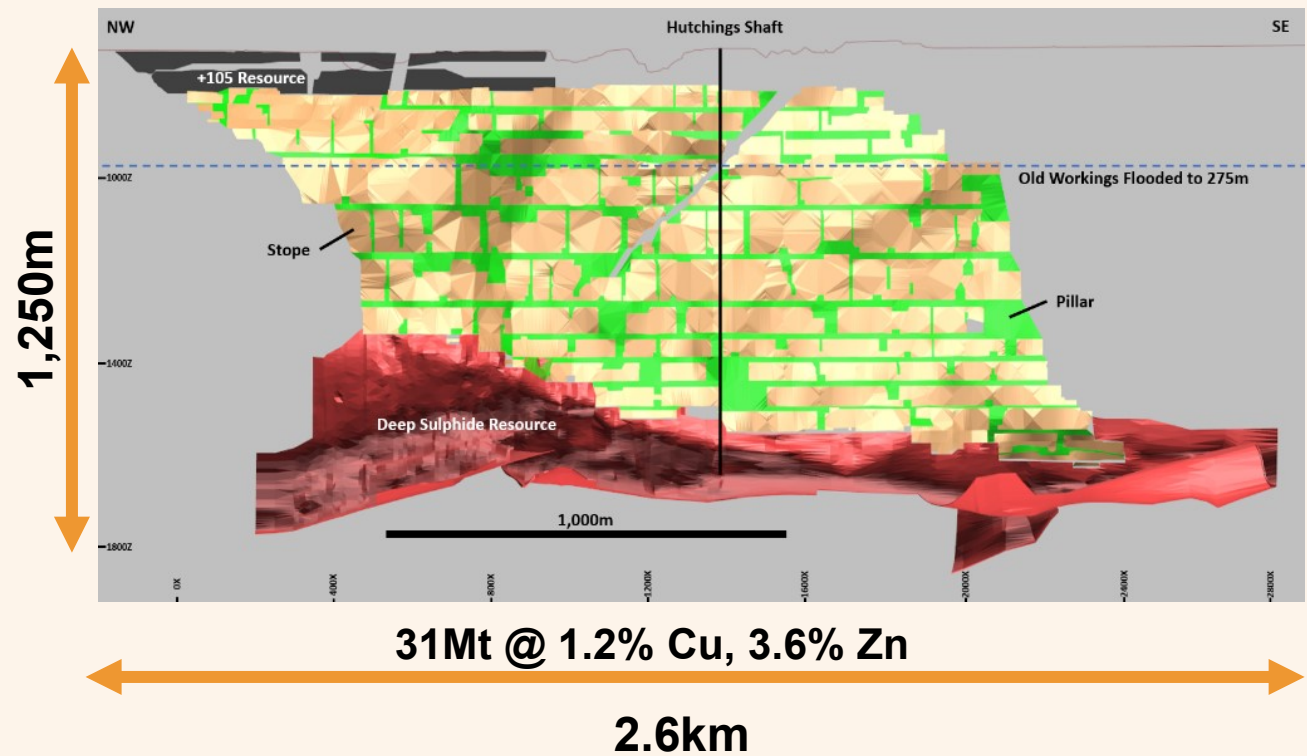 NW
Hutchings Shaft
SE
+105 Resource
1000Z
Old Workings Flooded to 275m
Stope
Pillar
1,250m
1400Z
Deep Sulphide Resource
1,000m
1800Z
0X
400X
800X
1200X
1600X
2000X
2400X
2800X
31Mt @ 1.2% Cu, 3.6% Zn
2.6km